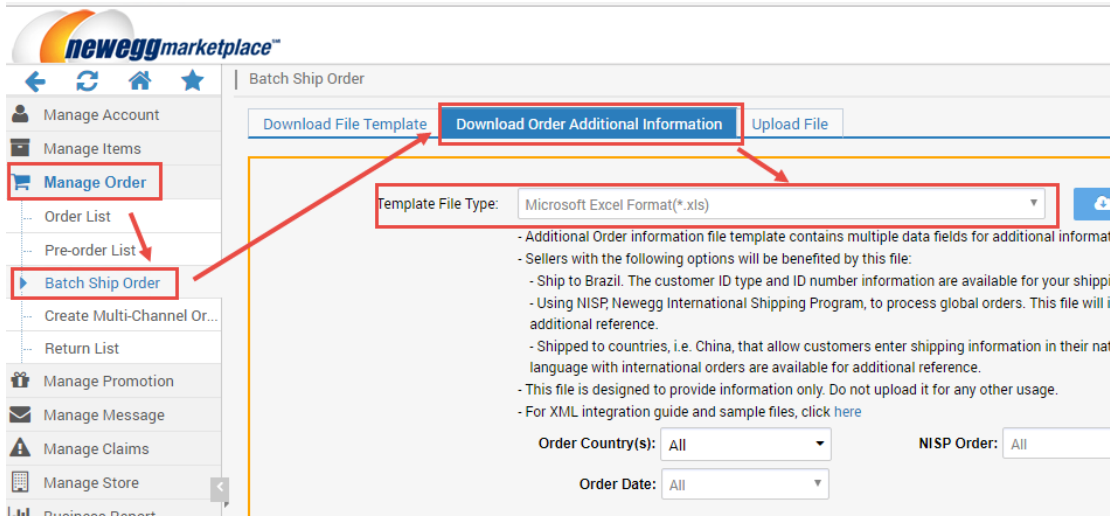 neweggmarketplace™
Batch Ship Order
Manage Account
Manage Items
Manage Order
Order List
Pre-order List
Batch Ship Order
Create Multi-Channel Or...
Return List
Manage Promotion
Manage Message
Manage Claims
Manage Store
Business Report
Download File Template
Download Order Additional Information
Upload File
Template File Type: Microsoft Excel Format(*.xls)
- Additional Order information file template contains multiple data fields for additional informat
- Sellers with the following options will be benefited by this file:
- Ship to Brazil. The customer ID type and ID number information are available for your shippi
- Using NISP, Newegg International Shipping Program, to process global orders. This file will i
additional reference.
- Shipped to countries, i.e. China, that allow customers enter shipping information in their nat
language with international orders are available for additional reference.
- This file is designed to provide information only. Do not upload it for any other usage.
- For XML integration guide and sample files, click here
Order Country(s): All
NISP Order: All
Order Date: All